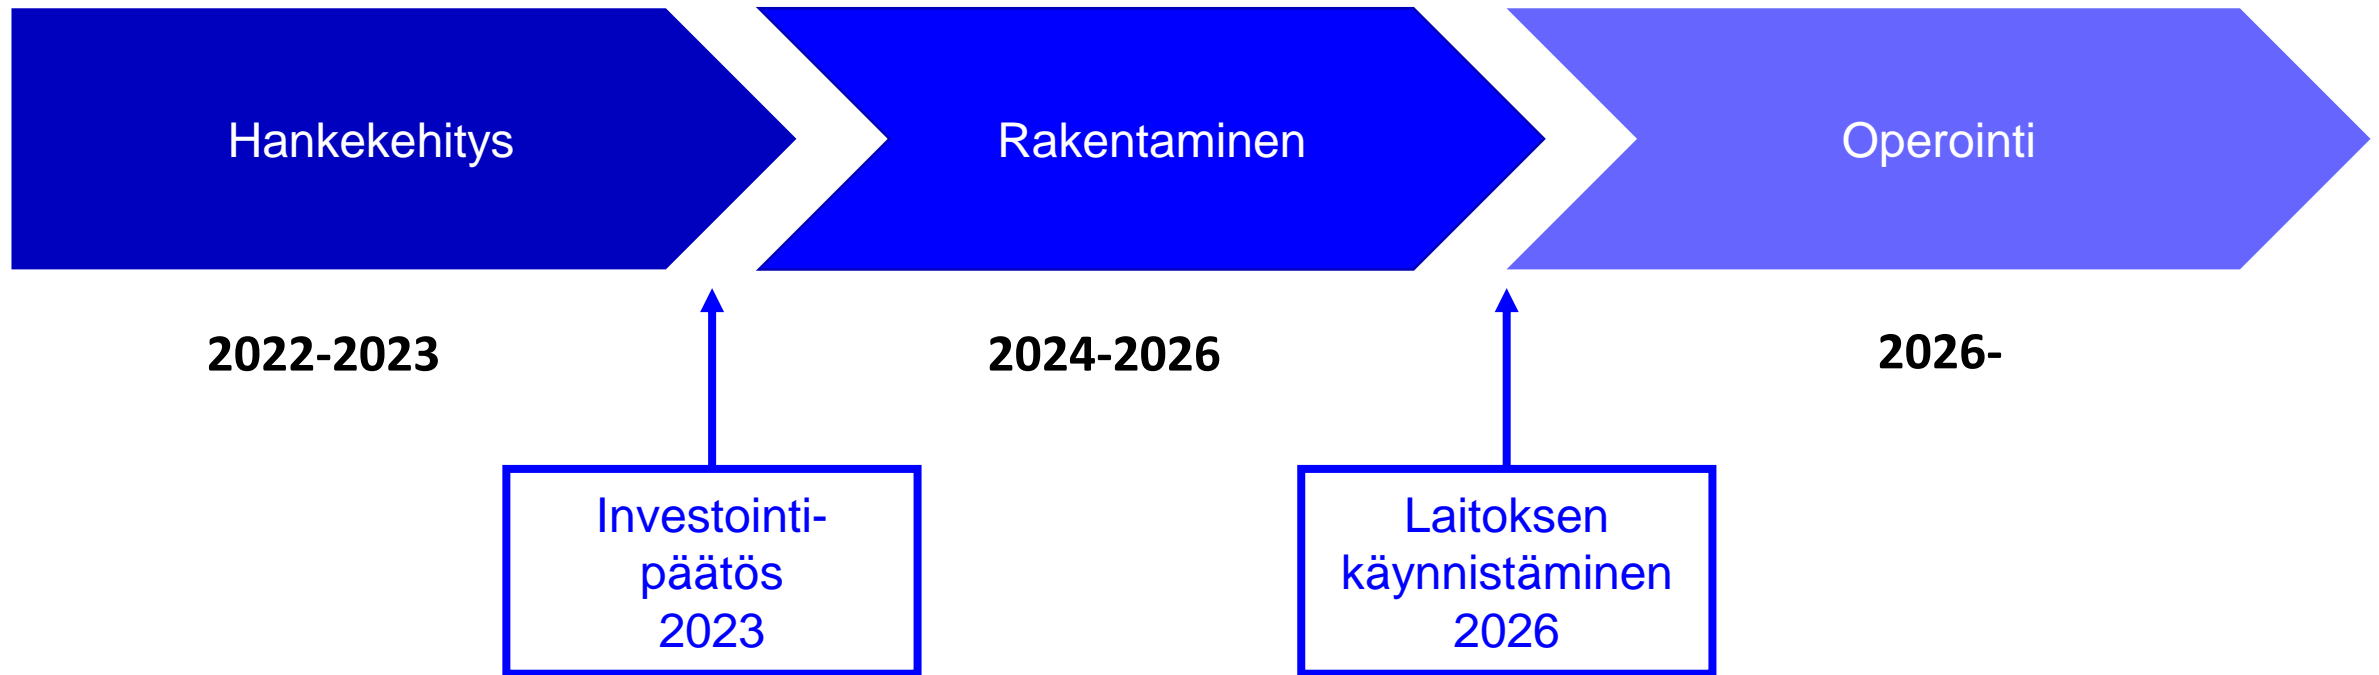 Hankekehitys
Rakentaminen
Operointi
2022-2023
2024-2026
2026-
Investointi-
päätös
2023
Laitoksen
käynnistäminen
2026